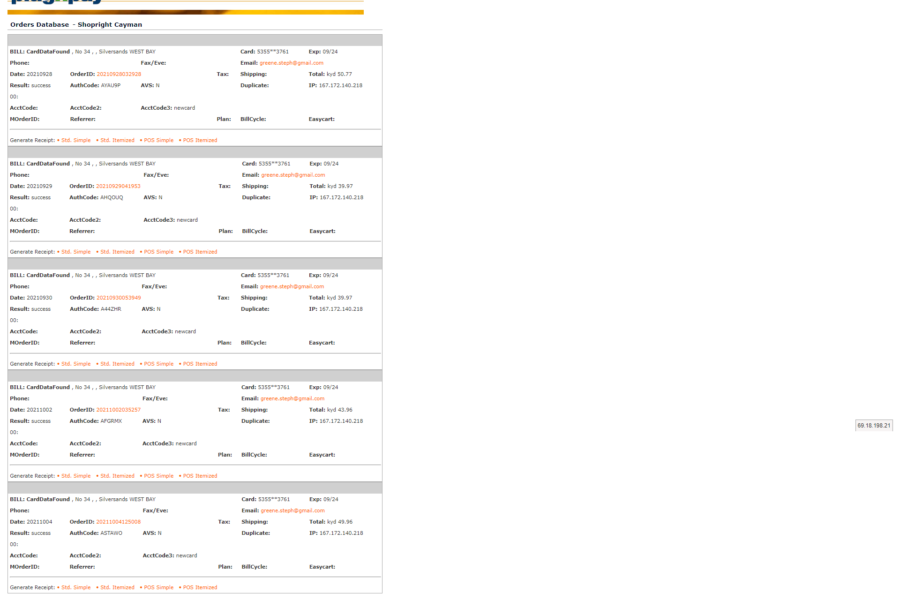 Orders Database - Shopright Cayman
BILL: CardDataFound , No 34 , , Silversands WEST BAY Card: 5355**3761 Exp: 09/24
Phone: Fax/Eve: Email: greene.steph@gmail.com
Date: 20210928 OrderID: 20210928032928 Tax: Shipping: Total: kyd 50.77
Result: success AuthCode: AYAU9P AVS: N Duplicate: IP: 167.172.140.218
00:
AcctCode: AcctCode2: AcctCode3: newcard
MOrderID: Referrer: Plan: BillCycle: Easycart:
Generate Receipt: • Std. Simple • Std. Itemized • POS Simple • POS Itemized
BILL: CardDataFound , No 34 , , Silversands WEST BAY Card: 5355**3761 Exp: 09/24
Phone: Fax/Eve: Email: greene.steph@gmail.com
Date: 20210929 OrderID: 20210929041953 Tax: Shipping: Total: kyd 39.97
Result: success AuthCode: AHQOUQ AVS: N Duplicate: IP: 167.172.140.218
00:
AcctCode: AcctCode2: AcctCode3: newcard
MOrderID: Referrer: Plan: BillCycle: Easycart:
Generate Receipt: • Std. Simple • Std. Itemized • POS Simple • POS Itemized
BILL: CardDataFound , No 34 , , Silversands WEST BAY Card: 5355**3761 Exp: 09/24
Phone: Fax/Eve: Email: greene.steph@gmail.com
Date: 20210930 OrderID: 20210930053949 Tax: Shipping: Total: kyd 39.97
Result: success AuthCode: A44ZHR AVS: N Duplicate: IP: 167.172.140.218
00:
AcctCode: AcctCode2: AcctCode3: newcard
MOrderID: Referrer: Plan: BillCycle: Easycart:
Generate Receipt: • Std. Simple • Std. Itemized • POS Simple • POS Itemized
BILL: CardDataFound , No 34 , , Silversands WEST BAY Card: 5355**3761 Exp: 09/24
Phone: Fax/Eve: Email: greene.steph@gmail.com
Date: 20211002 OrderID: 20211002035257 Tax: Shipping: Total: kyd 43.96
Result: success AuthCode: APGRMX AVS: N Duplicate: IP: 167.172.140.218
69.18.198.21
00:
AcctCode: AcctCode2: AcctCode3: newcard
MOrderID: Referrer: Plan: BillCycle: Easycart:
Generate Receipt: • Std. Simple • Std. Itemized • POS Simple • POS Itemized
BILL: CardDataFound , No 34 , , Silversands WEST BAY Card: 5355**3761 Exp: 09/24
Phone: Fax/Eve: Email: greene.steph@gmail.com
Date: 20211004 OrderID: 20211004125008 Tax: Shipping: Total: kyd 49.96
Result: success AuthCode: ASTAWO AVS: N Duplicate: IP: 167.172.140.218
00:
AcctCode: AcctCode2: AcctCode3: newcard
MOrderID: Referrer: Plan: BillCycle: Easycart:
Generate Receipt: • Std. Simple • Std. Itemized • POS Simple • POS Itemized